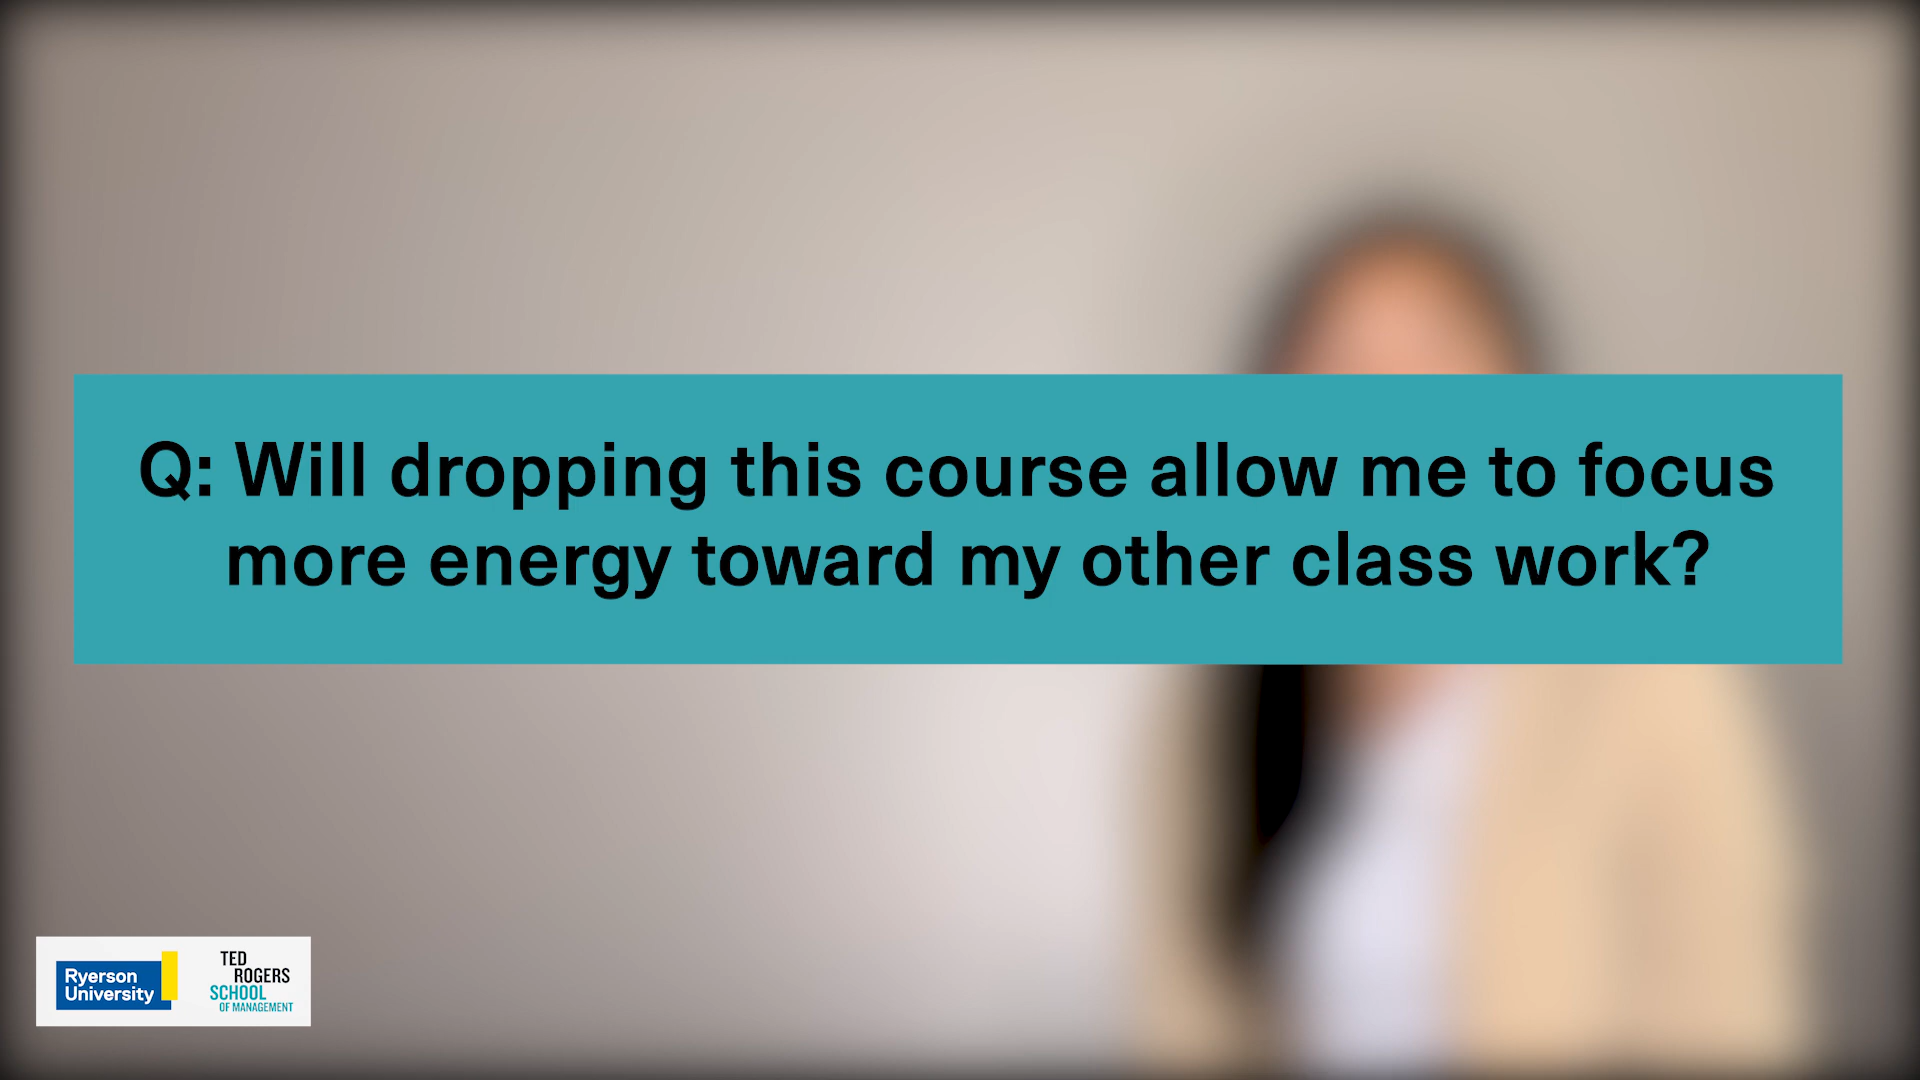 Q: Will dropping this course allow me to focus
more energy toward my other class work?
Ryerson
University
TED
ROGERS
SCHOOL
OF MANAGEMENT